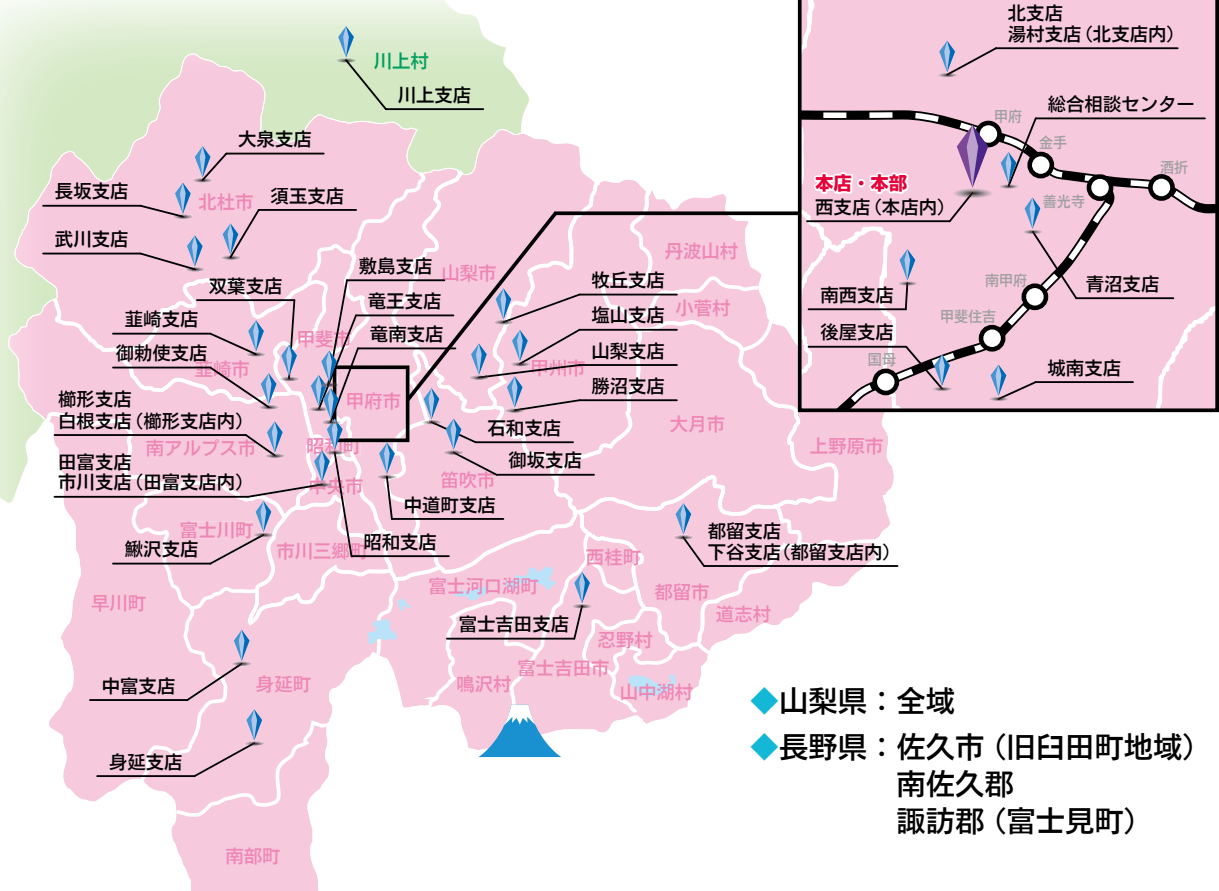 川上村
川上支店
大泉支店
長坂支店
北杜市
須玉支店
武川支店
双葉支店
敷島支店
山梨市
丹波山村
牧丘支店
竜王支店
小菅村
塩山支店
韮崎支店
甲斐市
竜南支店
御勅使支店
韮崎市
山梨支店
甲州市
勝沼支店
櫛形支店
白根支店（櫛形支店内）
甲府市
石和支店
大月市
上野原市
南アルプス市
昭和町
御坂支店
田富支店
市川支店（田富支店内）
中央市
笛吹市
中道町支店
富士川町
鰍沢支店
市川三郷町
昭和支店
都留支店
下谷支店（都留支店内）
西桂町
富士河口湖町
都留市
早川町
道志村
富士吉田支店
忍野村
富士吉田市
中富支店
身延町
鳴沢村
山中湖村
身延支店
南部町
北支店
湯村支店（北支店内）
総合相談センター
甲府
金手
酒折
本店・本部
西支店（本店内）
善光寺
南西支店
南甲府
青沼支店
甲斐住吉
後屋支店
国母
城南支店
◆山梨県：全域
◆長野県：佐久市（旧臼田町地域）
南佐久郡
諏訪郡（富士見町）